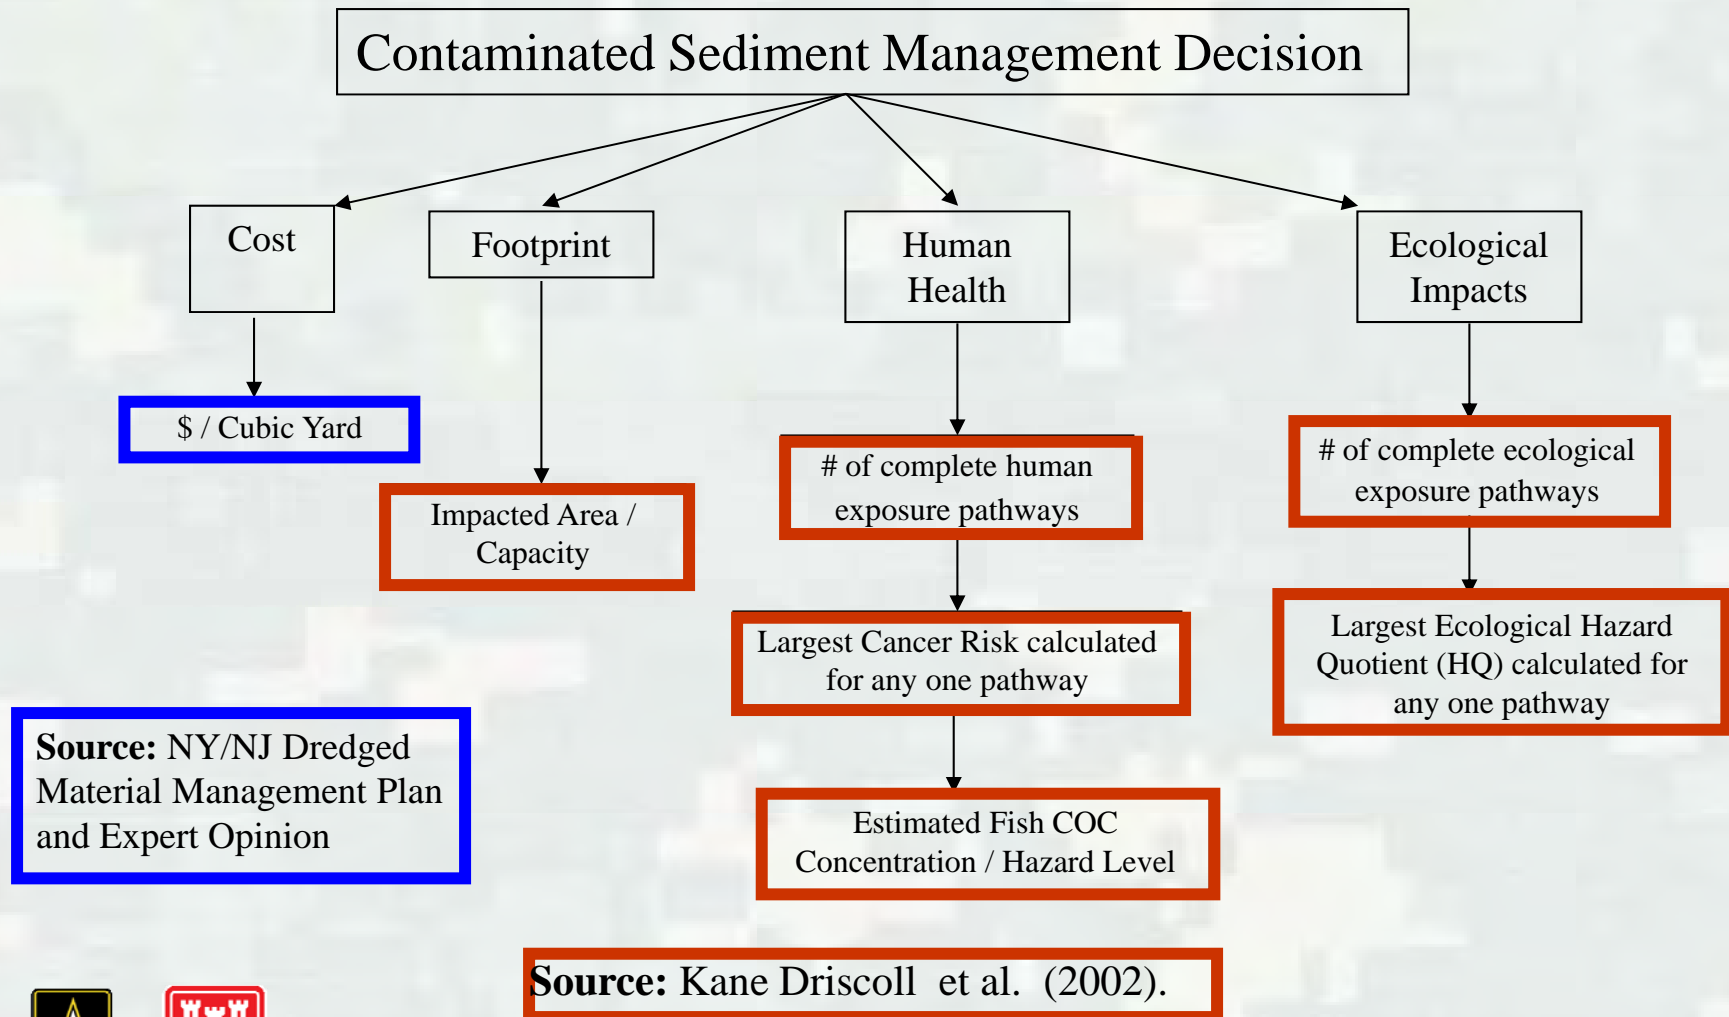 Contaminated Sediment Management Decision
Cost
Footprint
Human
Health
Ecological
Impacts
$ / Cubic Yard
Impacted Area /
Capacity
# of complete human
exposure pathways
# of complete ecological
exposure pathways
Largest Cancer Risk calculated
for any one pathway
Largest Ecological Hazard
Quotient (HQ) calculated for
any one pathway
Estimated Fish COC
Concentration / Hazard Level
Source: NY/NJ Dredged
Material Management Plan
and Expert Opinion
Source: Kane Driscoll et al. (2002).